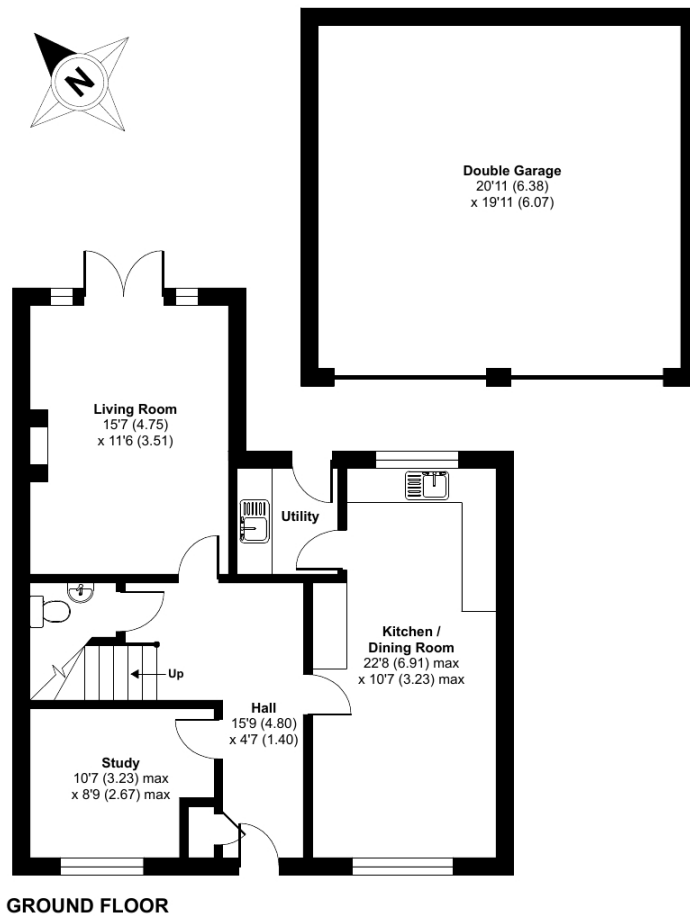 N
Double Garage
20'11 (6.38)
x 19'11 (6.07)
Living Room
15'7 (4.75)
x 11'6 (3.51)
Utility
Kitchen /
Dining Room
22'8 (6.91) max
x 10'7 (3.23) max
Up
Hall
15'9 (4.80)
x 4'7 (1.40)
Study
10'7 (3.23) max
x 8'9 (2.67) max
GROUND FLOOR